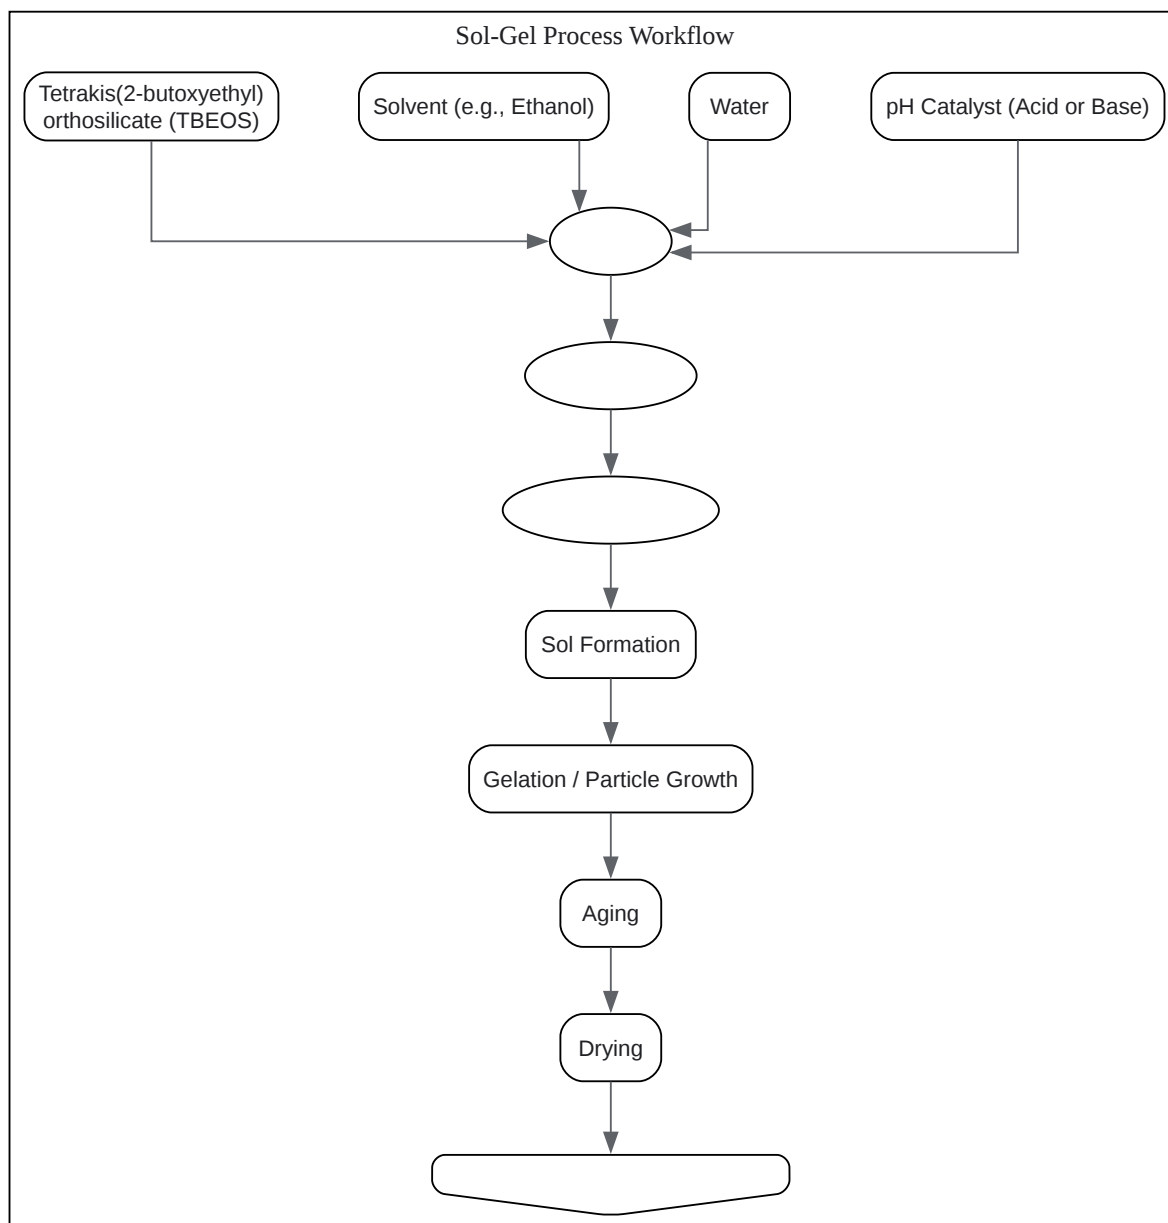 Sol-Gel Process Workflow
Tetrakis(2-butoxyethyl)
orthosilicate (TBEOS)
Solvent (e.g., Ethanol)
Water
pH Catalyst (Acid or Base)
Sol Formation
Gelation / Particle Growth
Aging
Drying